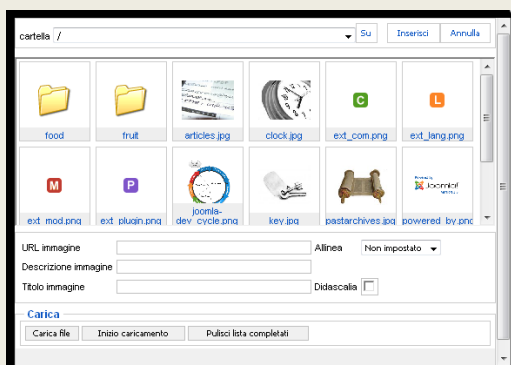 cartella / Su Inserisci Annulla
food fruit articles.jpg clock.jpg ext_com.png ext_lang.png
C L
M P
Joomla!
ext_mod.png ext_plugin.png joomla-
dev_cycle.png key.jpg pastarchives.jpg powered_by.png
URL immagine Allinea Non impostato
Descrizione immagine
Titolo immagine Didascalia
Carica
Carica file Inizio caricamento Pulisci lista completati